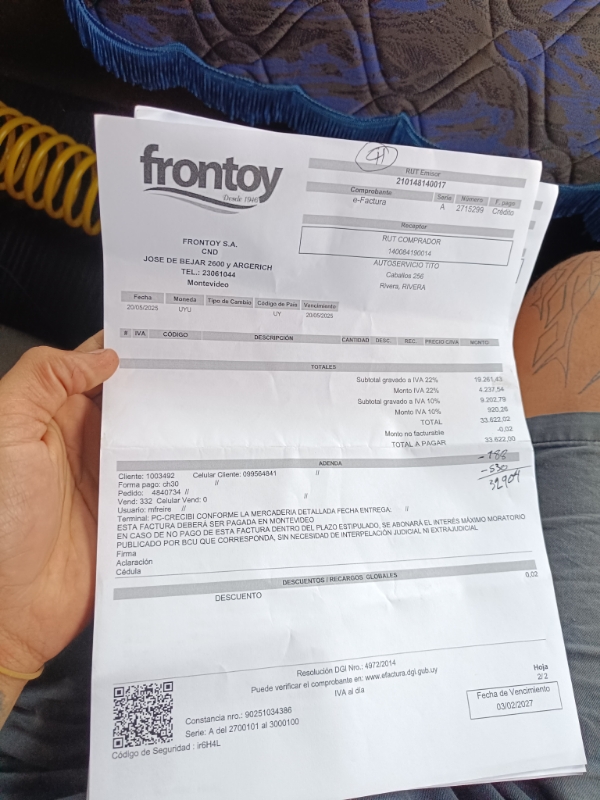 frontoy
Desde 1946
RUT Emisor
210148140017
Comprobante Serie Número F. pago
e-Factura A 2715299 Crédito
Receptor
RUT COMPRADOR
140084190014
AUTOSERVICIO TITO
Caballos 256
Rivera, RIVERA
FRONTOY S.A.
CND
JOSE DE BEJAR 2600 y ARGERICH
TEL.: 23061044
Montevideo
Fecha Moneda Tipo de Cambio Código de País Vencimiento
20/05/2025 UYU UY 20/05/2025
# IVA CÓDIGO DESCRIPCIÓN CANTIDAD DESC. REC. PRECIO C/IVA MONTO
TOTALES
Subtotal gravado a IVA 22% 19.261,43
Monto IVA 22% 4.237,54
Subtotal gravado a IVA 10% 9.202,79
Monto IVA 10% 920,26
TOTAL 33.622,02
Monto no facturable -0,02
TOTAL A PAGAR 33.622,00
-188
-530
32904
ADENDA
Cliente: 1003492 Celular Cliente: 099564841 //
Forma pago: ch30 //
Pedido: 4840734 //
Vend: 332 Celular Vend: 0 //
Usuario: mfreire //
Terminal: PC-CRECIBI CONFORME LA MERCADERIA DETALLADA FECHA ENTREGA: //
ESTA FACTURA DEBERÁ SER PAGADA EN MONTEVIDEO
EN CASO DE NO PAGO DE ESTA FACTURA DENTRO DEL PLAZO ESTIPULADO, SE ABONARÁ EL INTERÉS MÁXIMO MORATORIO
PUBLICADO POR BCU QUE CORRESPONDA, SIN NECESIDAD DE INTERPELACIÓN JUDICIAL NI EXTRAJUDICIAL
Firma
Aclaración
Cédula
DESCUENTOS / RECARGOS GLOBALES
DESCUENTO 0,02
Resolución DGI Nro.: 4972/2014
Puede verificar el comprobante en: www.efactura.dgi.gub.uy
IVA al día
Hoja
2/2
Constancia nro.: 90251034386
Serie: A del 2700101 al 3000100
Código de Seguridad : ir6H4L
Fecha de Vencimiento
03/02/2027